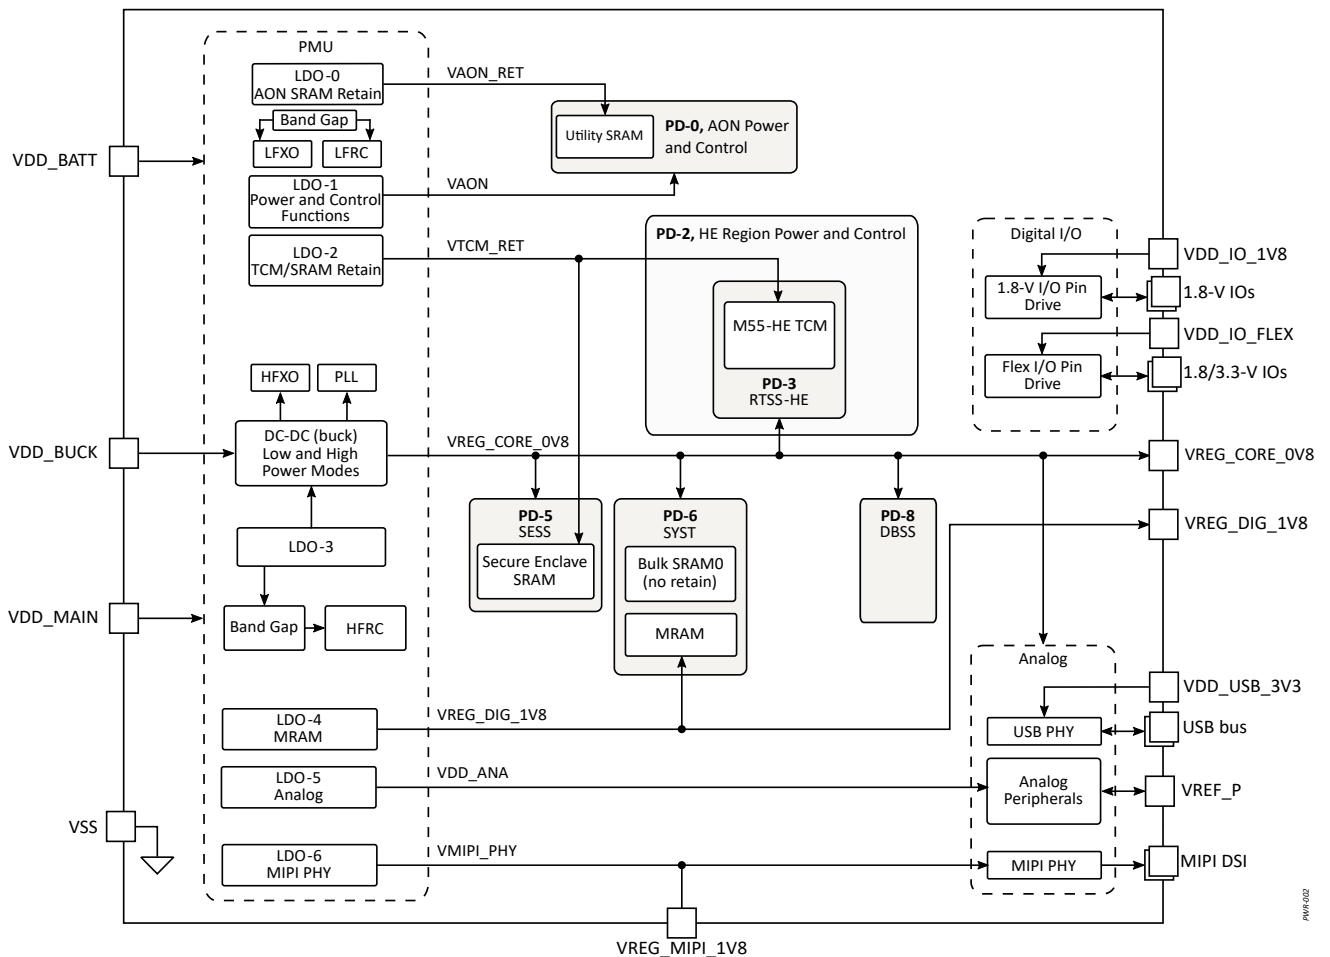 PMU
LDO-0
AON SRAM Retain
VAON_RET
Band Gap
LFXO
LFRC
Utility SRAM
PD-0, AON Power
and Control
VDD_BATT
LDO-1
Power and Control
Functions
VAON
LDO-2
TCM/SRAM Retain
VTCM_RET
PD-2, HE Region Power and Control
M55-HE TCM
PD-3
RTSS-HE
Digital I/O
VDD_IO_1V8
1.8-V I/O Pin
Drive
1.8-V IOs
VDD_IO_FLEX
Flex I/O Pin
Drive
1.8/3.3-V IOs
HFXO
PLL
VDD_BUCK
DC-DC (buck)
Low and High
Power Modes
VREG_CORE_0V8
VREG_CORE_0V8
PD-5
SESS
Secure Enclave
SRAM
PD-6
SYST
Bulk SRAM0
(no retain)
MRAM
PD-8
DBSS
VREG_DIG_1V8
LDO-3
VDD_MAIN
Band Gap
HFRC
Analog
VDD_USB_3V3
LDO-4
MRAM
VREG_DIG_1V8
USB PHY
USB bus
LDO-5
Analog
VDD_ANA
Analog
Peripherals
VREF_P
VSS
LDO-6
MIPI PHY
VMIPI_PHY
MIPI PHY
MIPI DSI
VREG_MIPI_1V8
PWR-002